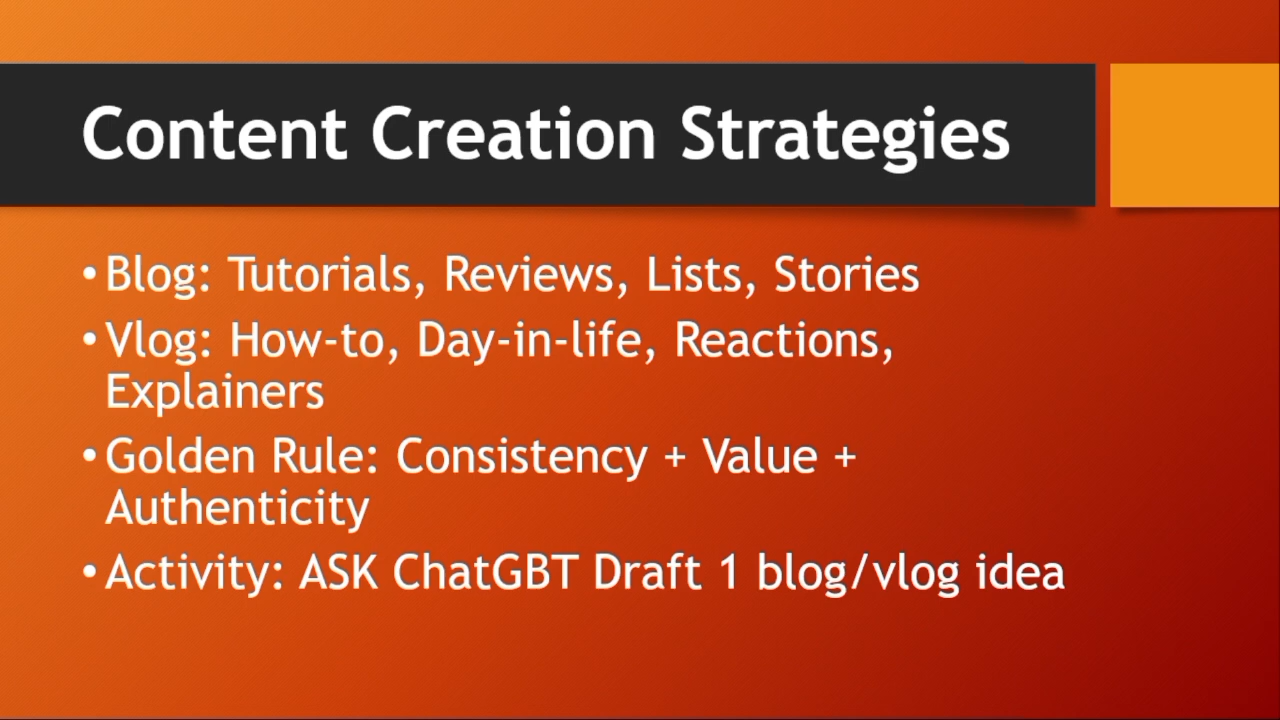 Content Creation Strategies
• Blog: Tutorials, Reviews, Lists, Stories
• Vlog: How-to, Day-in-life, Reactions,
Explainers
• Golden Rule: Consistency + Value +
Authenticity
• Activity: ASK ChatGBT Draft 1 blog/vlog idea